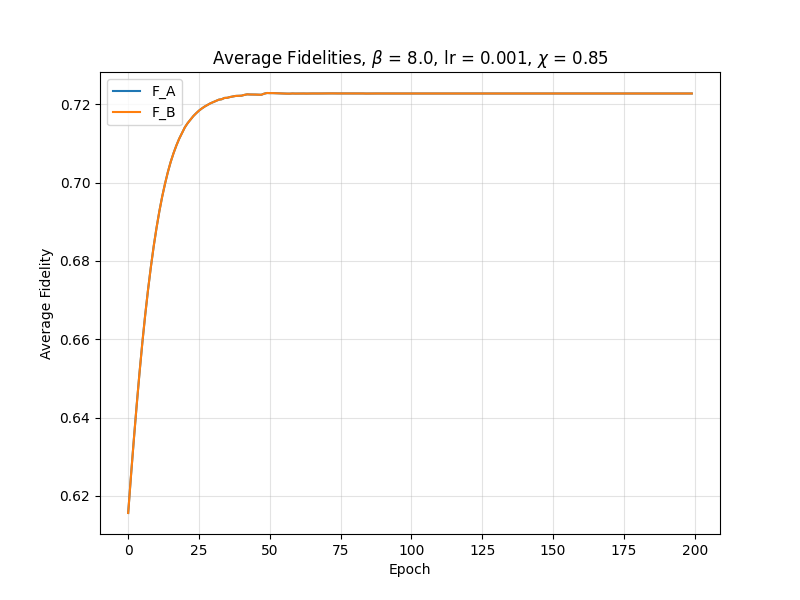 Average Fidelities, β = 8.0, lr = 0.001, χ = 0.85
F_A
F_B
0.72
0.70
0.68
0.66
0.64
0.62
Average Fidelity
0 25 50 75 100 125 150 175 200
Epoch